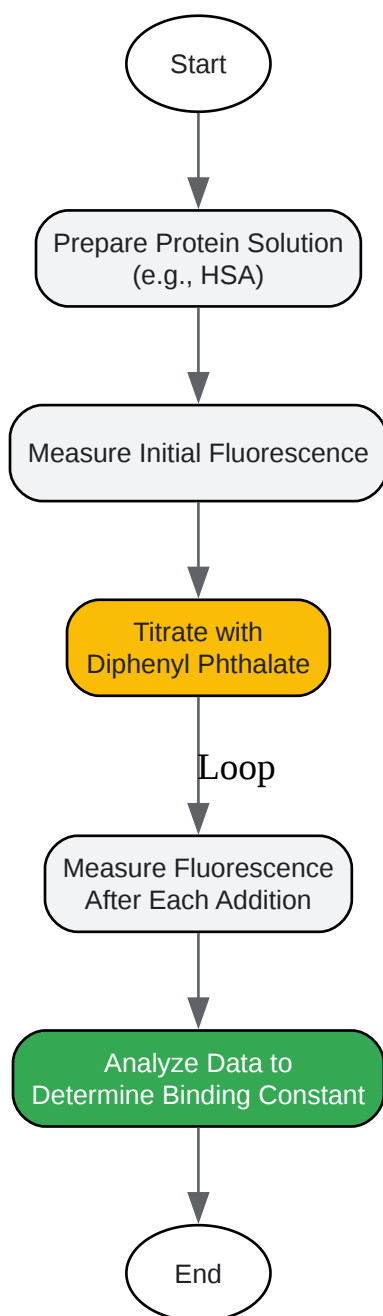 Start
Prepare Protein Solution
(e.g., HSA)
Measure Initial Fluorescence
Titrate with
Diphenyl Phthalate
Loop
Measure Fluorescence
After Each Addition
Analyze Data to
Determine Binding Constant
End